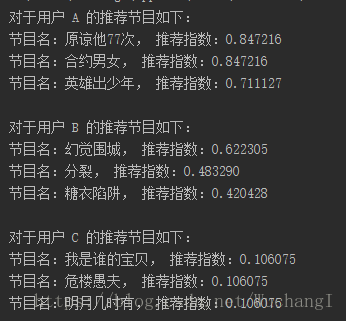 对于用户 A 的推荐节目如下：
节目名：原谅他77次， 推荐指数：0.847216
节目名：合约男女， 推荐指数：0.847216
节目名：英雄出少年， 推荐指数：0.711127
对于用户 B 的推荐节目如下：
节目名：幻觉围城， 推荐指数：0.622305
节目名：分裂， 推荐指数：0.483290
节目名：糖衣陷阱， 推荐指数：0.420428
对于用户 C 的推荐节目如下：
节目名：我是谁的宝贝， 推荐指数：0.106075
节目名：危楼愚夫， 推荐指数：0.106075
节目名：明月几时有， 推荐指数：0.106075